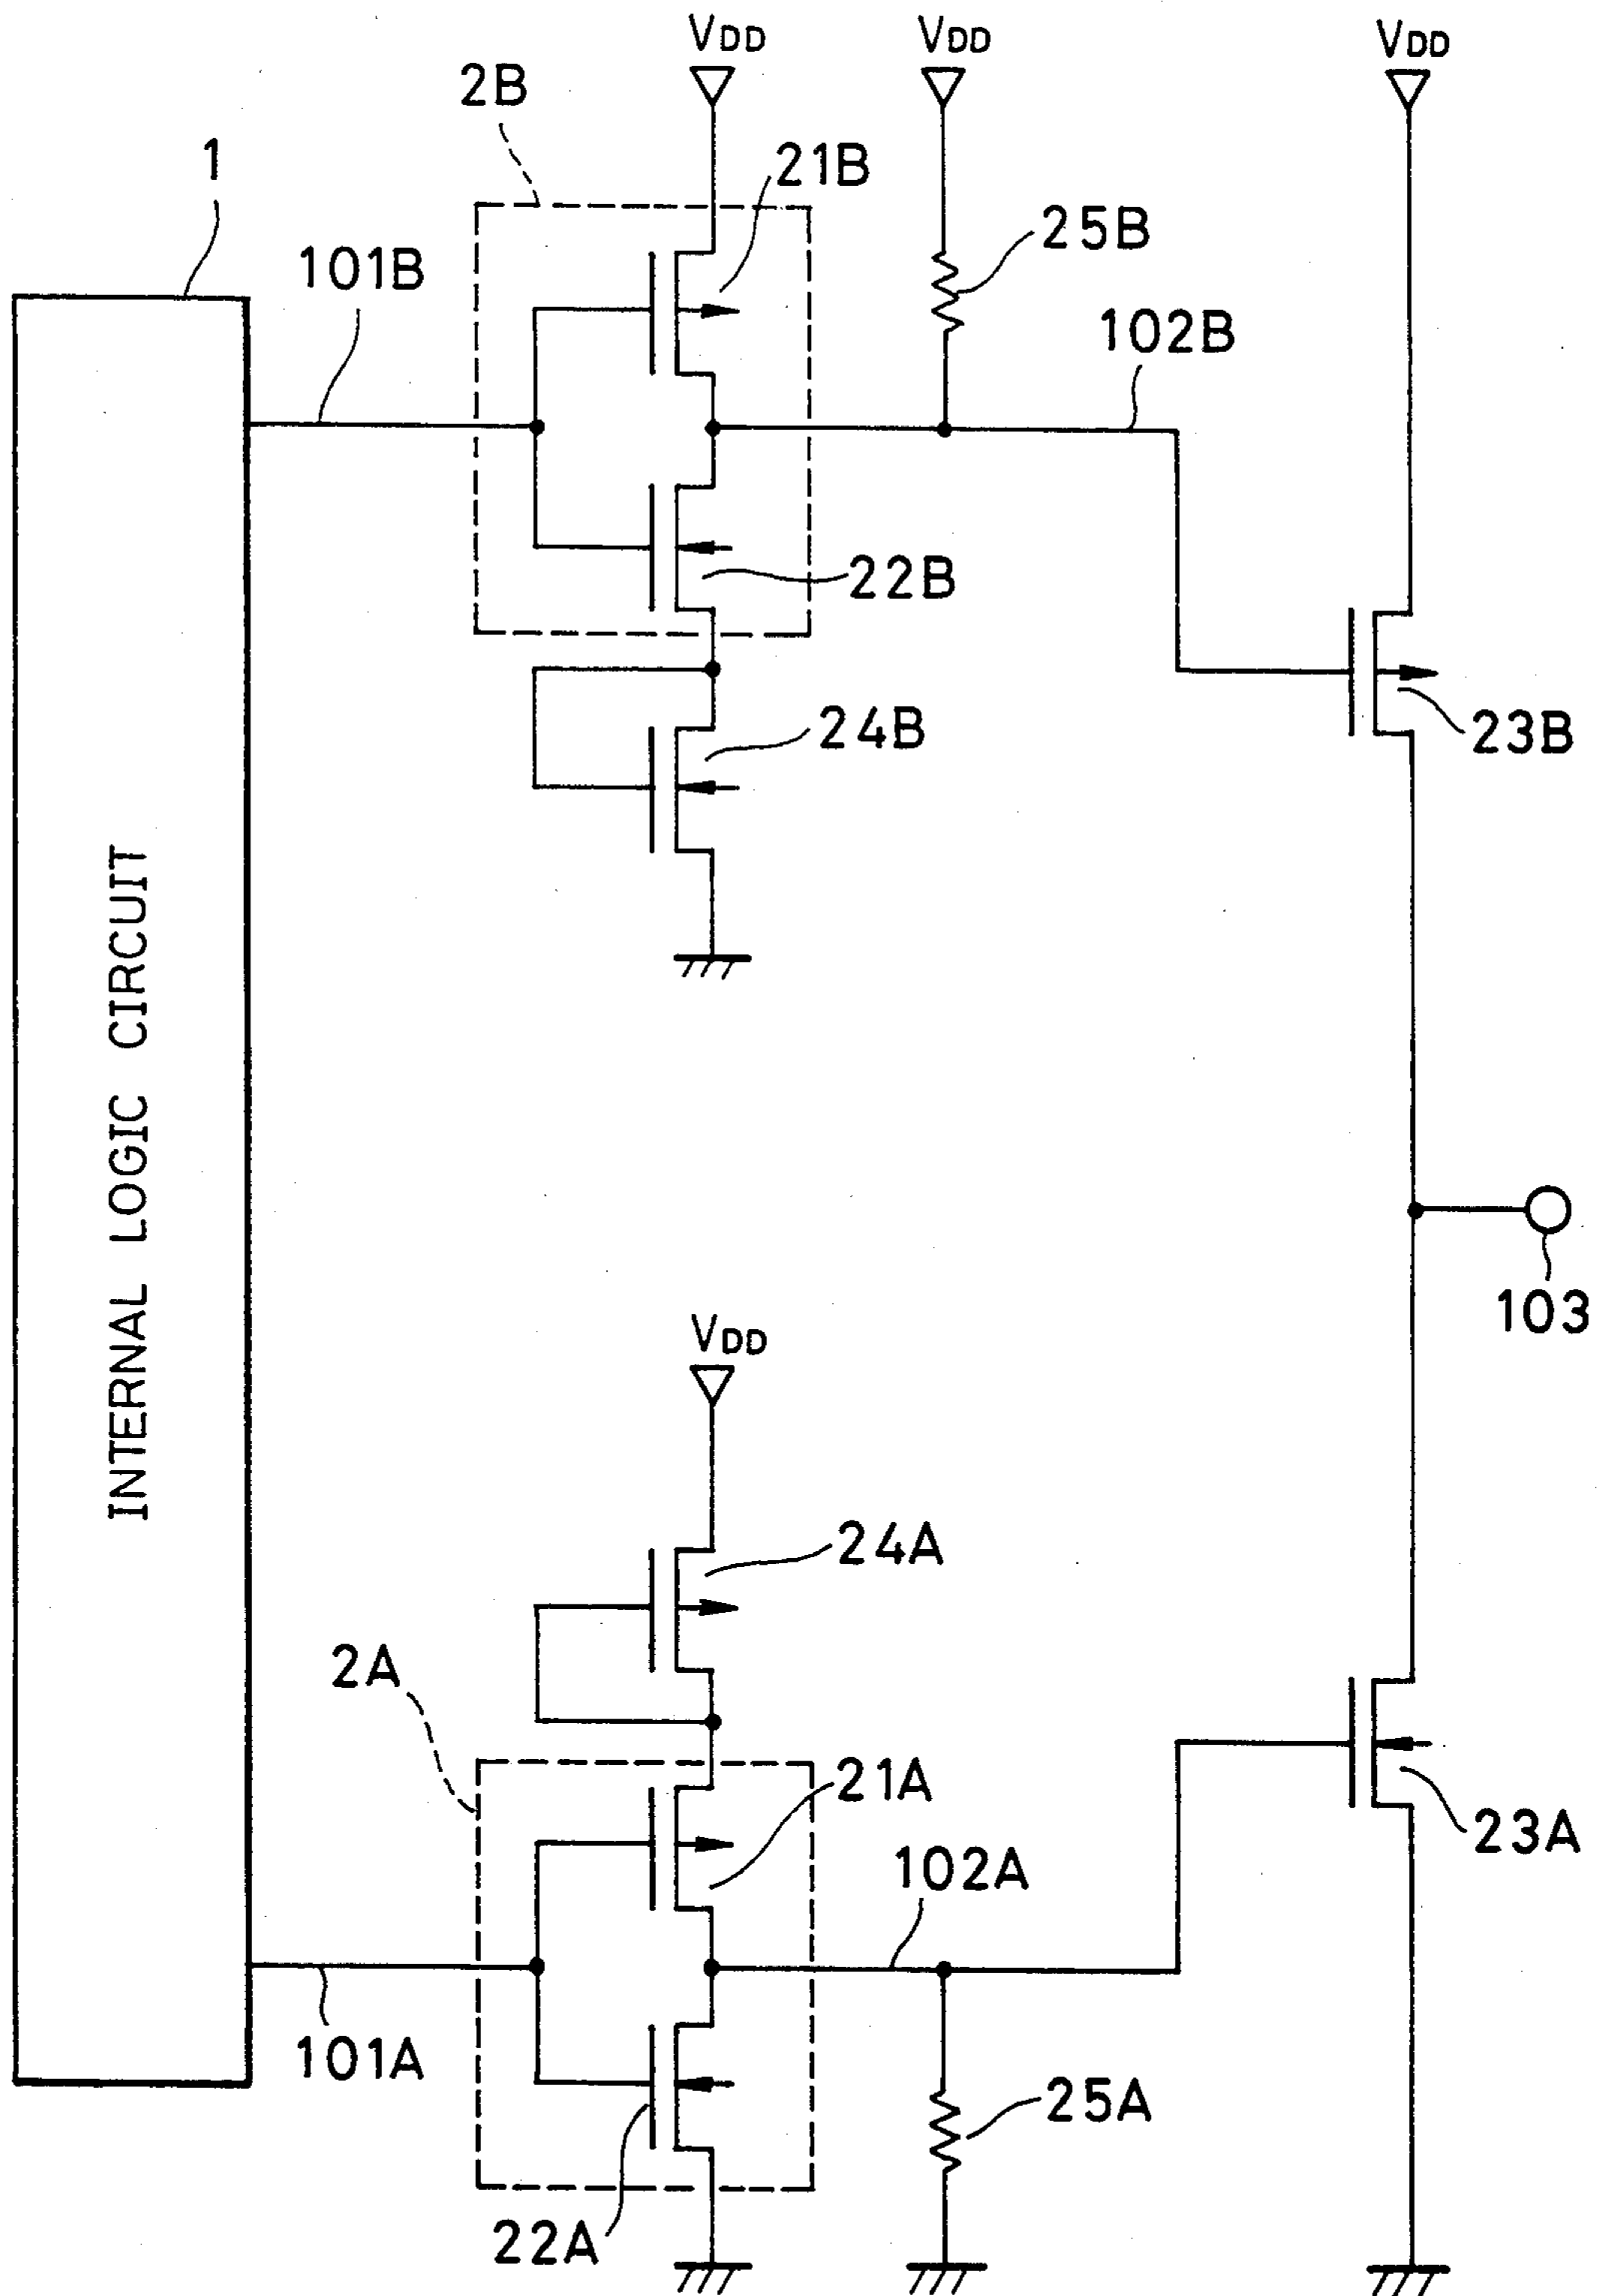 VDD
VDD
VDD
2B
21B
1
25B
101B
102B
22B
24B
23B
INTERNAL LOGIC CIRCUIT
103
VDD
24A
2A
21A
23A
102A
101A
25A
22A